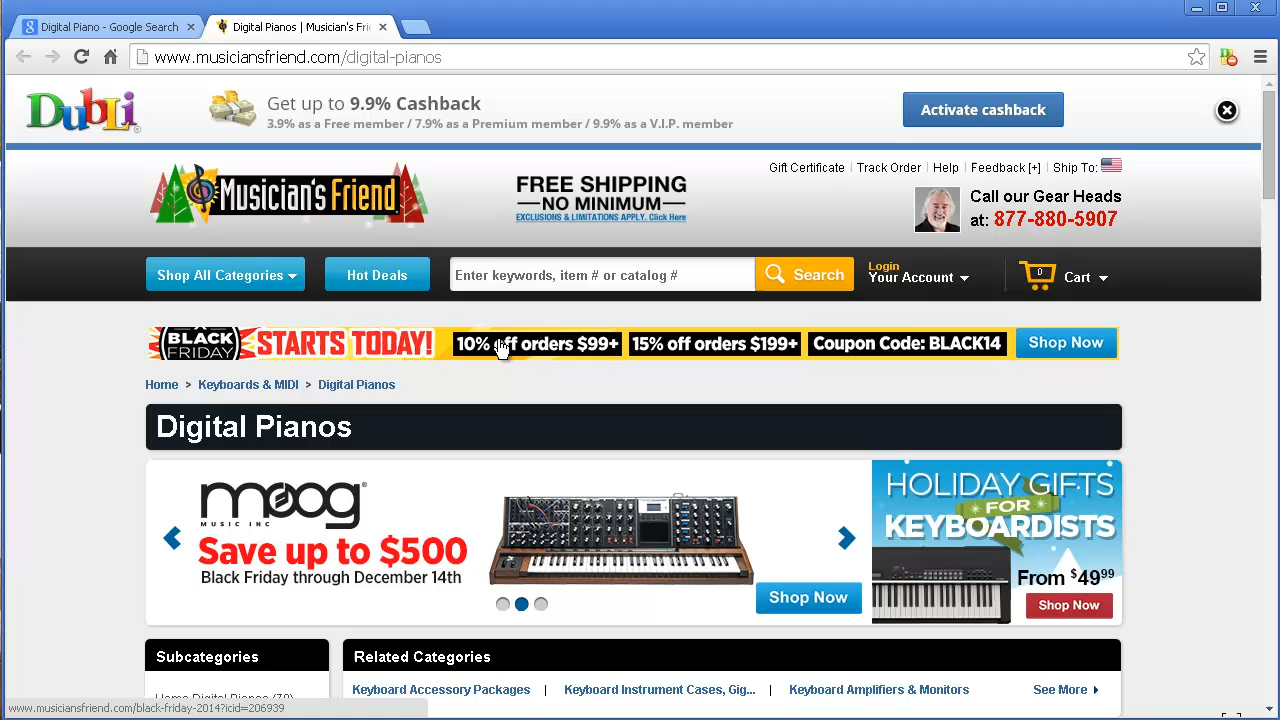 Digital Piano - Google Search
Digital Pianos | Musician's Fri
www.musiciansfriend.com/digital-pianos
DubLi
Get up to 9.9% Cashback
3.9% as a Free member / 7.9% as a Premium member / 9.9% as a V.I.P. member
Activate cashback
Musician's Friend
FREE SHIPPING
NO MINIMUM
EXCLUSIONS & LIMITATIONS APPLY. Click Here
Gift Certificate
Track Order
Help
Feedback [+]
Ship To:
Call our Gear Heads
at: 877-880-5907
Shop All Categories
Hot Deals
Enter keywords, item # or catalog #
Search
Login
Your Account
0
Cart
BLACK
FRIDAY
STARTS TODAY!
10% off orders $99+
15% off orders $199+
Coupon Code: BLACK14
Shop Now
Home > Keyboards & MIDI > Digital Pianos
Digital Pianos
moog
MUSIC INC
Save up to $500
Black Friday through December 14th
Shop Now
HOLIDAY GIFTS
FOR
KEYBOARDISTS
From $49.99
Shop Now
Subcategories
Home Digital Pianos (78)
Related Categories
Keyboard Accessory Packages | Keyboard Instrument Cases, Gig... | Keyboard Amplifiers & Monitors
See More
www.musiciansfriend.com/black-friday-2014?icid=206939